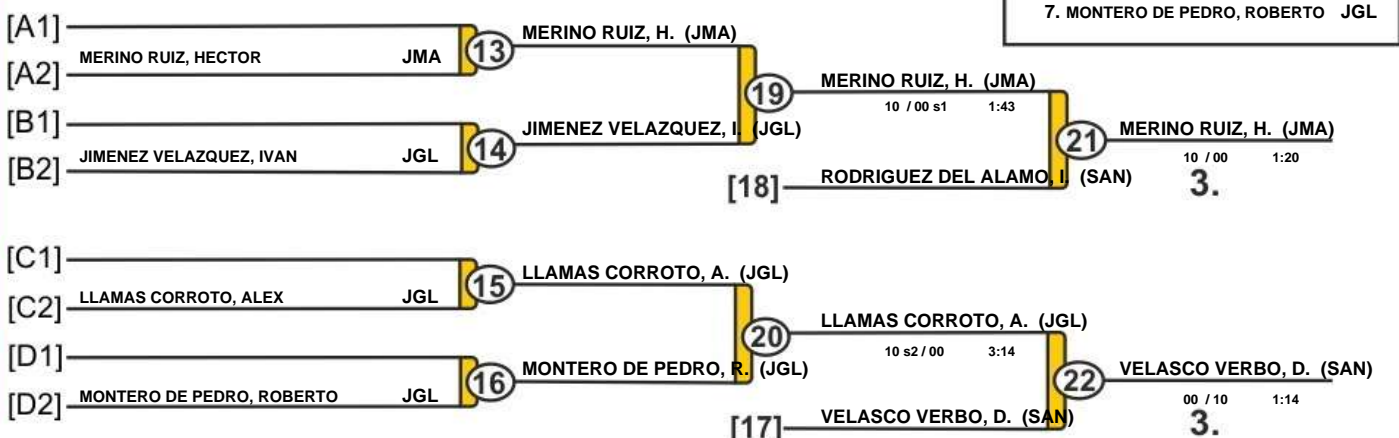 7. MONTERO DE PEDRO, ROBERTO JGL
[A1]
MERINO RUIZ, HECTOR JMA
[A2]
13
MERINO RUIZ, H. (JMA)
[B1]
JIMENEZ VELAZQUEZ, IVAN JGL
[B2]
14
JIMENEZ VELAZQUEZ, I. (JGL)
19
MERINO RUIZ, H. (JMA)
10 / 00 s1 1:43
[18]
RODRIGUEZ DEL ALAMO, I. (SAN)
21
MERINO RUIZ, H. (JMA)
10 / 00 1:20
3.
[C1]
LLAMAS CORROTO, ALEX JGL
[C2]
15
LLAMAS CORROTO, A. (JGL)
[D1]
MONTERO DE PEDRO, ROBERTO JGL
[D2]
16
MONTERO DE PEDRO, R. (JGL)
20
LLAMAS CORROTO, A. (JGL)
10 s2 / 00 3:14
[17]
VELASCO VERBO, D. (SAN)
22
VELASCO VERBO, D. (SAN)
00 / 10 1:14
3.